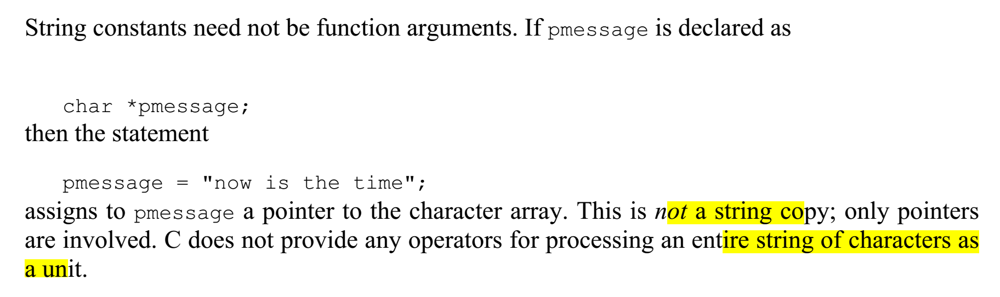 String constants need not be function arguments. If pmessage is declared as
char *pmessage;
then the statement
pmessage = "now is the time";
assigns to pmessage a pointer to the character array. This is not a string copy; only pointers
are involved. C does not provide any operators for processing an entire string of characters as
a unit.